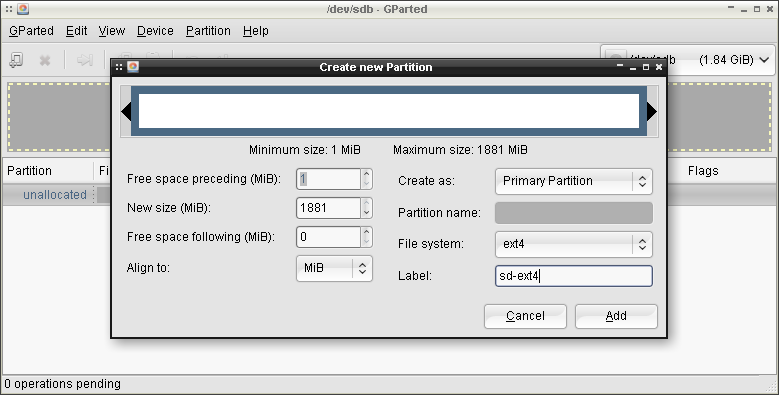 /dev/sdb - GParted
GParted Edit View Device Partition Help
(1.84 GiB)
Create new Partition
Minimum size: 1 MiB Maximum size: 1881 MiB
Partition Fi Flags
Free space preceding (MiB): 1 Create as: Primary Partition
unallocated
New size (MiB): 1881 Partition name:
Free space following (MiB): 0 File system: ext4
Align to: MiB Label: sd-ext4
Cancel Add
0 operations pending